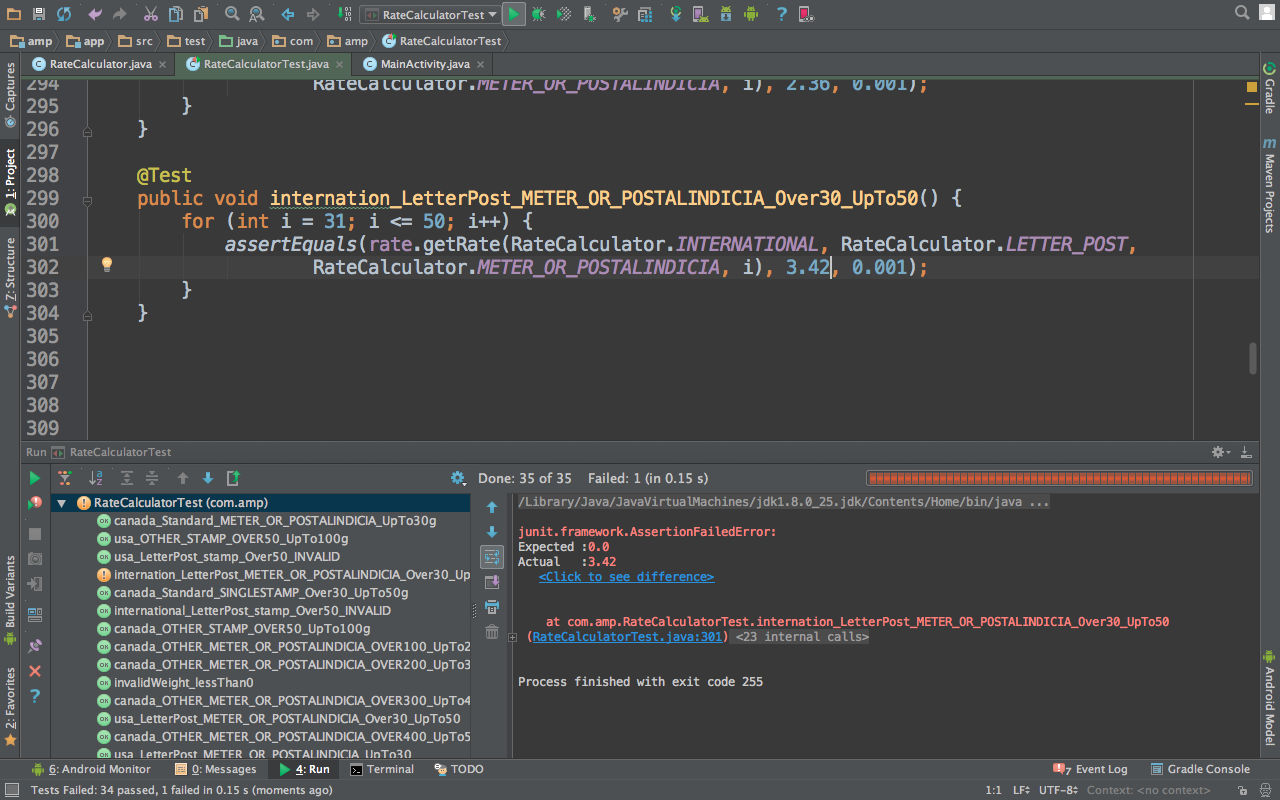 RateCalculatorTest
amp app src test java com amp RateCalculatorTest
RateCalculator.java RateCalculatorTest.java MainActivity.java
Captures
1: Project
Z: Structure
Build Variants
2: Favorites
294 RateCalculator.METER_OR_POSTALINDICIA, i), 2.36, 0.001);
295 }
296 }
297
298 @Test
299 public void internation_LetterPost_METER_OR_POSTALINDICIA_Over30_UpTo50() {
300 for (int i = 31; i <= 50; i++) {
301 assertEquals(rate.getRate(RateCalculator.INTERNATIONAL, RateCalculator.LETTER_POST,
302 RateCalculator.METER_OR_POSTALINDICIA, i), 3.42, 0.001);
303 }
304 }
305
306
307
308
309
Gradle
Maven Projects
Android Model
Run RateCalculatorTest
Done: 35 of 35 Failed: 1 (in 0.15 s)
RateCalculatorTest (com.amp)
canada_Standard_METER_OR_POSTALINDICIA_UpTo30g
usa_OTHER_STAMP_OVER50_UpTo100g
usa_LetterPost_stamp_Over50_INVALID
internation_LetterPost_METER_OR_POSTALINDICIA_Over30_Up
canada_Standard_SINGLESTAMP_Over30_UpTo50g
international_LetterPost_stamp_Over50_INVALID
canada_OTHER_STAMP_OVER50_UpTo100g
canada_OTHER_METER_OR_POSTALINDICIA_OVER100_UpTo2
canada_OTHER_METER_OR_POSTALINDICIA_OVER200_UpTo3
invalidWeight_lessThan0
canada_OTHER_METER_OR_POSTALINDICIA_OVER300_UpTo4
usa_LetterPost_METER_OR_POSTALINDICIA_Over30_UpTo50
canada_OTHER_METER_OR_POSTALINDICIA_OVER400_UpTo5
usa_LetterPost_METER_OR_POSTALINDICIA_UpTo30
/Library/Java/JavaVirtualMachines/jdk1.8.0_25.jdk/Contents/Home/bin/java ...
junit.framework.AssertionFailedError:
Expected :0.0
Actual :3.42
<Click to see difference>
at com.amp.RateCalculatorTest.internation_LetterPost_METER_OR_POSTALINDICIA_Over30_UpTo50
(RateCalculatorTest.java:301) <23 internal calls>
Process finished with exit code 255
6: Android Monitor 0: Messages 4: Run Terminal TODO 7 Event Log Gradle Console
Tests Failed: 34 passed, 1 failed in 0.15 s (moments ago) 1:1 LF UTF-8 Context: <no context>